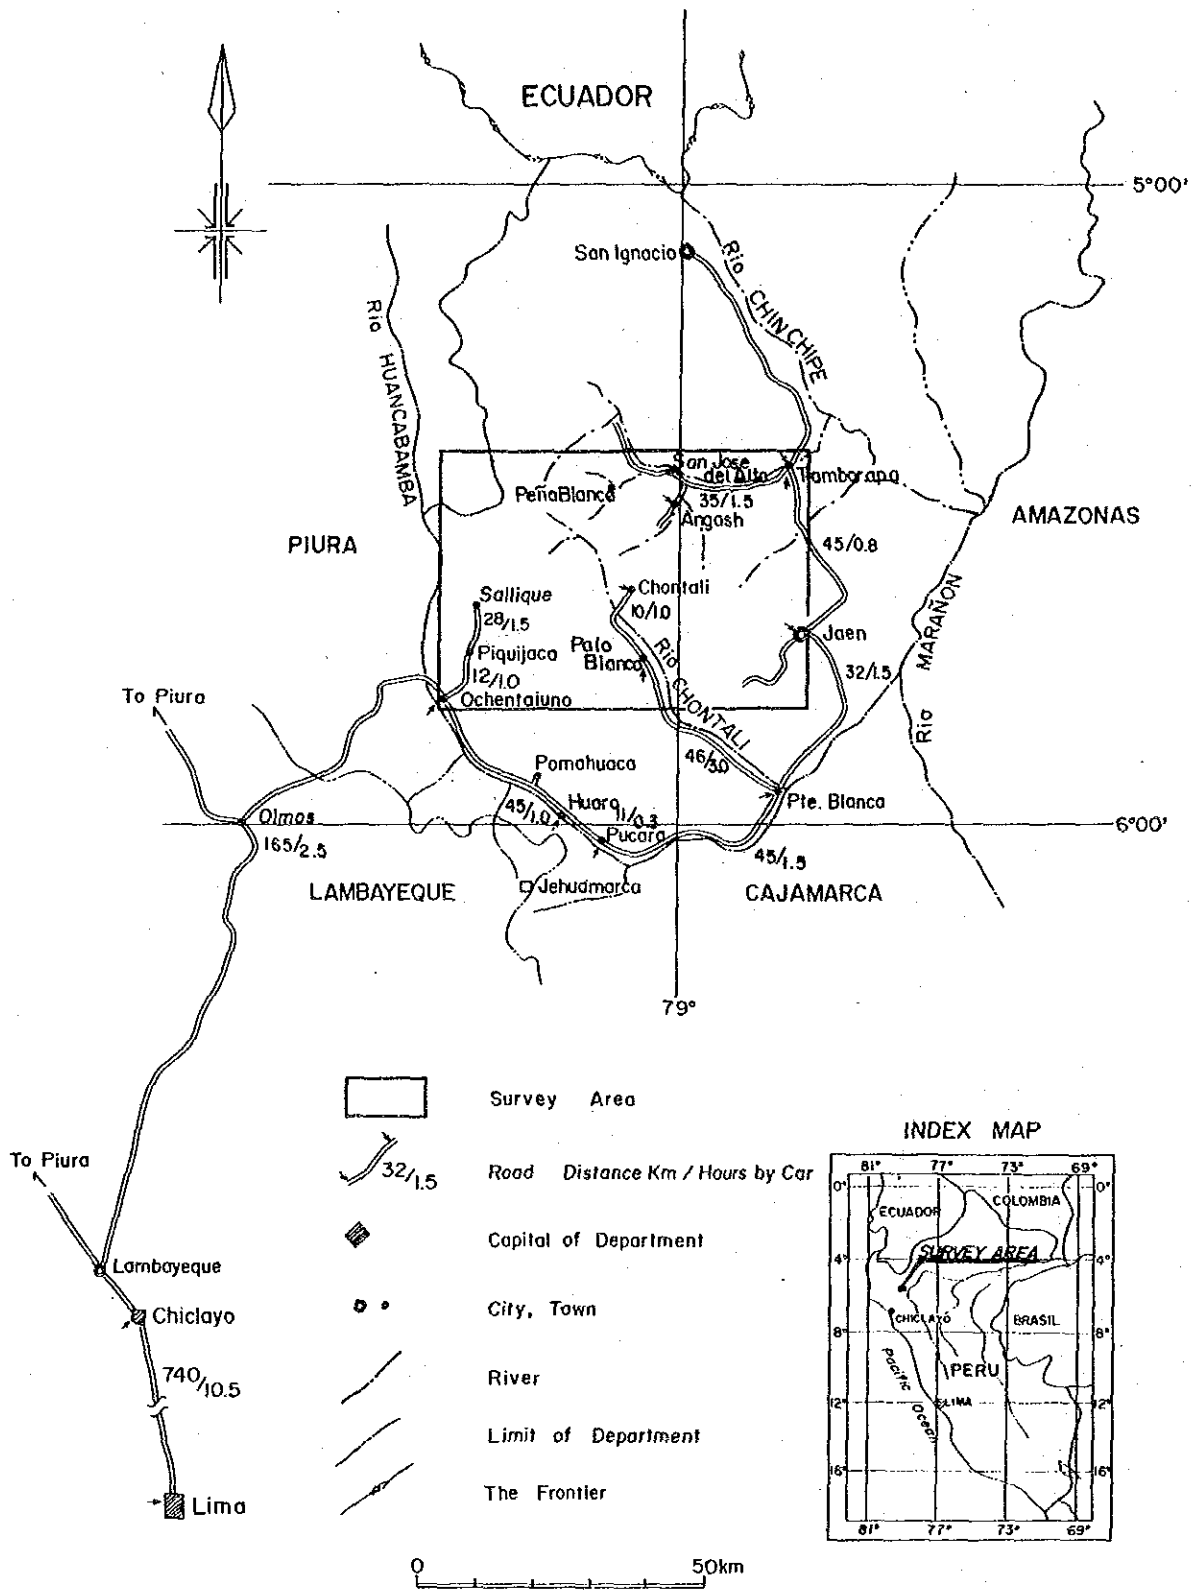 ECUADOR
5°00'
San Ignacio
Rio CHINCHIPE
Rio HUANCABAMBA
San Jose
del Alto
Tamborapa
Peña Blanca
35/1.5
Angash
AMAZONAS
PIURA
45/0.8
Sallique
28/1.5
Chontali
10/1.0
Jaen
Rio MARAÑON
Piquijaca
12/1.0
Palo
Blanca
Rio CHONTALI
32/1.5
To Piura
Ochentaiuno
46/3.0
Pomahuaca
Pte. Blanca
Olmos
45/1.0
Huara
11/0.3
6°00'
165/2.5
Pucara
45/1.5
LAMBAYEQUE
Jehuamarca
CAJAMARCA
79°
Survey Area
INDEX MAP
To Piura
32/1.5
Road Distance Km / Hours by Car
81° 77° 73° 69°
0° 0°
ECUADOR
COLOMBIA
Capital of Department
SURVEY AREA
4° 4°
Lambayeque
City, Town
Chiclayo
CHICLAYO
BRASIL
8° 8°
740/10.5
River
PERU
Pacific Ocean
12° LIMA 12°
Limit of Department
16° 16°
The Frontier
Lima
81° 77° 73° 69°
0 50km